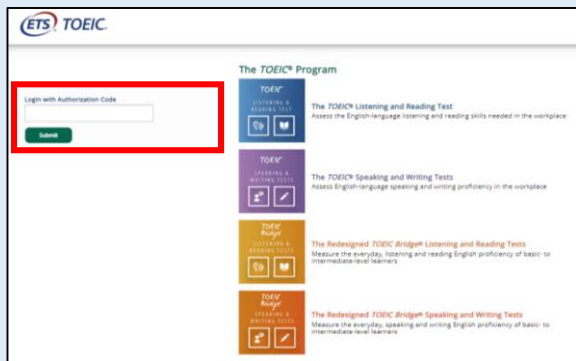 ETS TOEIC.
Login with Authorization Code
Submit
The TOEIC® Program
TOEIC
LISTENING &
READING TEST
The TOEIC® Listening and Reading Test
Assess the English-language listening and reading skills needed in the workplace
TOEIC
SPEAKING &
WRITING TESTS
The TOEIC® Speaking and Writing Tests
Assess English-language speaking and writing proficiency in the workplace
TOEIC
Bridge
LISTENING &
READING TESTS
The Redesigned TOEIC Bridge® Listening and Reading Tests
Measure the everyday, listening and reading English proficiency of basic- to
intermediate-level learners
TOEIC
Bridge
SPEAKING &
WRITING TESTS
The Redesigned TOEIC Bridge® Speaking and Writing Tests
Measure the everyday, speaking and writing English proficiency of basic- to
intermediate-level learners